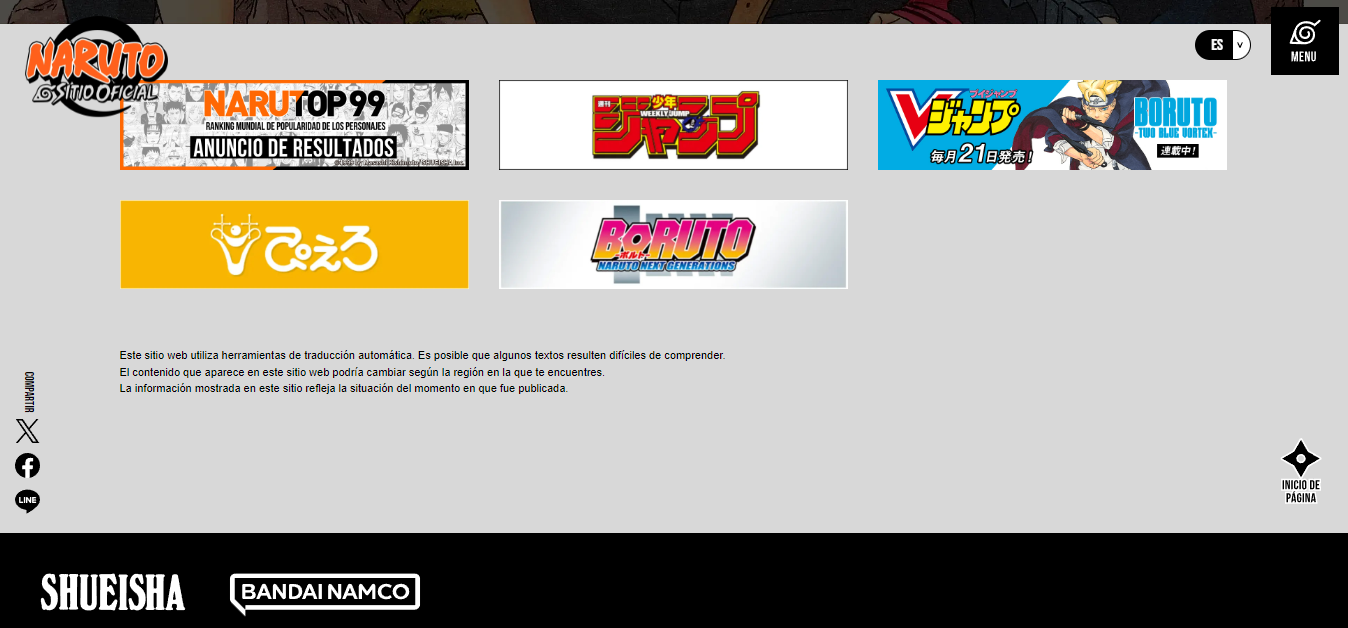 NARUTO
SITIO OFICIAL
ES
MENU
NARUTOP99
RANKING MUNDIAL DE POPULARIDAD DE LOS PERSONAJES
ANUNCIO DE RESULTADOS
週刊 少年
WEEKLY JUMP
ジャンプ
ブイジャンプ
Vジャンプ
毎月21日発売!
BORUTO
-TWO BLUE VORTEX-
連載中!
ぴえろ
BORUTO
-ボルト-
NARUTO NEXT GENERATIONS
Este sitio web utiliza herramientas de traducción automática. Es posible que algunos textos resulten difíciles de comprender.
El contenido que aparece en este sitio web podría cambiar según la región en la que te encuentres.
La información mostrada en este sitio refleja la situación del momento en que fue publicada.
COMPARTIR
LINE
INICIO DE
PÁGINA
SHUEISHA
BANDAI NAMCO